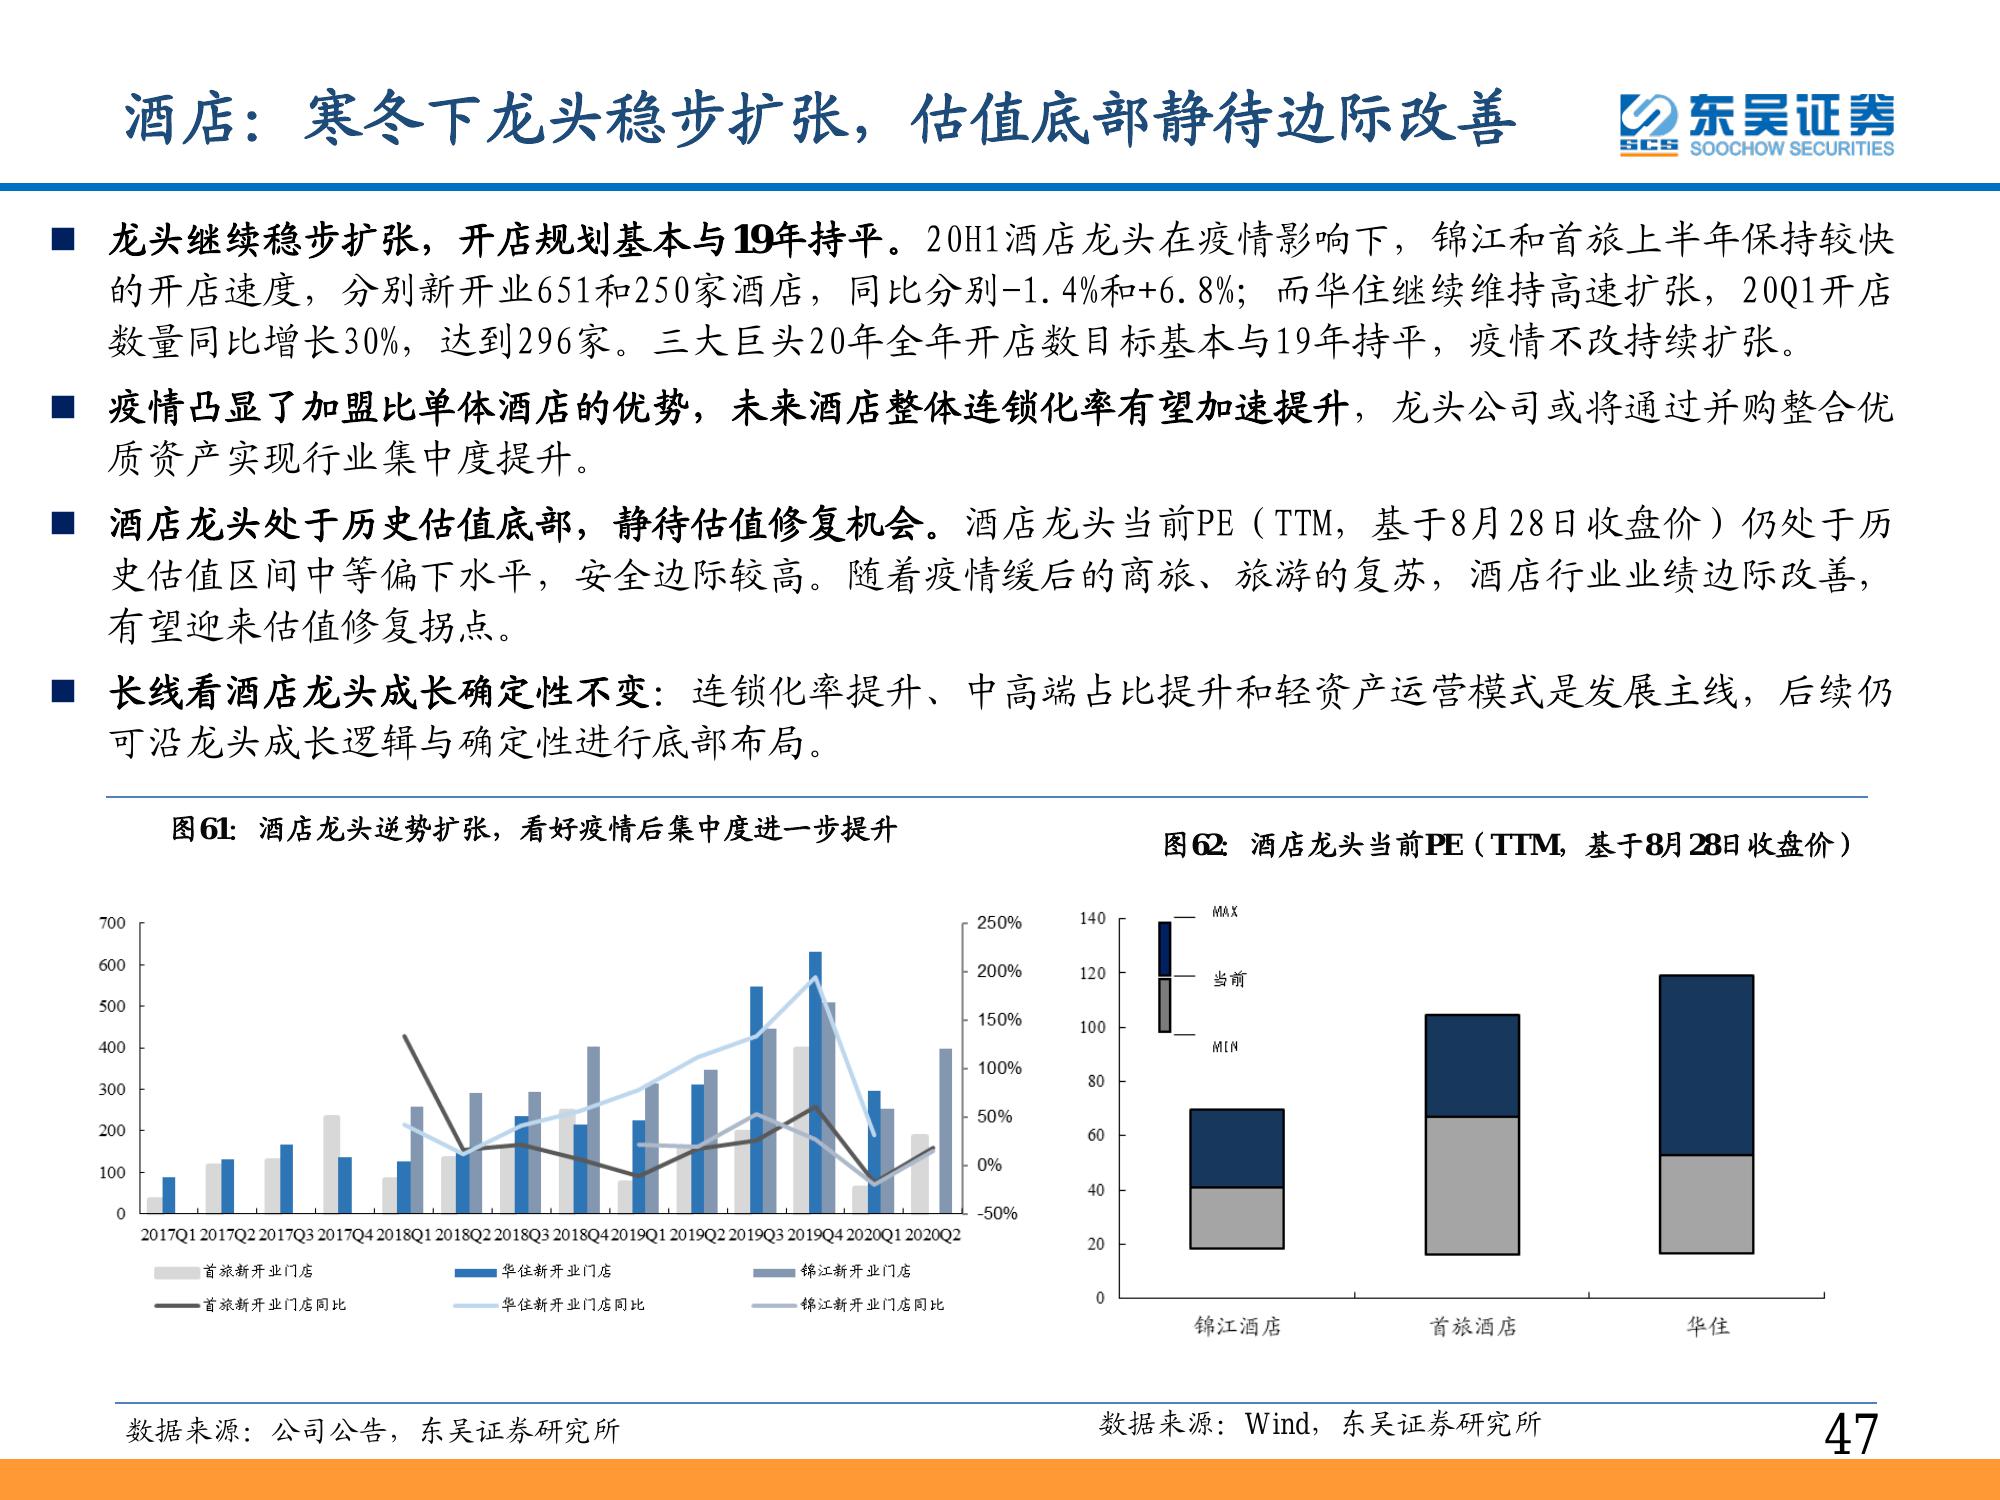 酒店：寒冬下龙头稳步扩张，估值底部静待边际改善
SCS
东吴证券
SOOCHOW SECURITIES
■ 龙头继续稳步扩张，开店规划基本与19年持平。20H1酒店龙头在疫情影响下，锦江和首旅上半年保持较快
的开店速度，分别新开业651和250家酒店，同比分别-1.4%和+6.8%；而华住继续维持高速扩张，20Q1开店
数量同比增长30%，达到296家。三大巨头20年全年开店数目标基本与19年持平，疫情不改持续扩张。
■ 疫情凸显了加盟比单体酒店的优势，未来酒店整体连锁化率有望加速提升，龙头公司或将通过并购整合优
质资产实现行业集中度提升。
■ 酒店龙头处于历史估值底部，静待估值修复机会。酒店龙头当前PE（TTM，基于8月28日收盘价）仍处于历
史估值区间中等偏下水平，安全边际较高。随着疫情缓后的商旅、旅游的复苏，酒店行业业绩边际改善，
有望迎来估值修复拐点。
■ 长线看酒店龙头成长确定性不变：连锁化率提升、中高端占比提升和轻资产运营模式是发展主线，后续仍
可沿龙头成长逻辑与确定性进行底部布局。
图61：酒店龙头逆势扩张，看好疫情后集中度进一步提升
700
600
500
400
300
200
100
0
250%
200%
150%
100%
50%
0%
-50%
2017Q1 2017Q2 2017Q3 2017Q4 2018Q1 2018Q2 2018Q3 2018Q4 2019Q1 2019Q2 2019Q3 2019Q4 2020Q1 2020Q2
首旅新开业门店 华住新开业门店 锦江新开业门店
首旅新开业门店同比 华住新开业门店同比 锦江新开业门店同比
图62：酒店龙头当前PE（TTM，基于8月28日收盘价）
140
120
100
80
60
40
20
0
MAX
当前
MIN
锦江酒店 首旅酒店 华住
数据来源：公司公告，东吴证券研究所
数据来源：Wind，东吴证券研究所
47